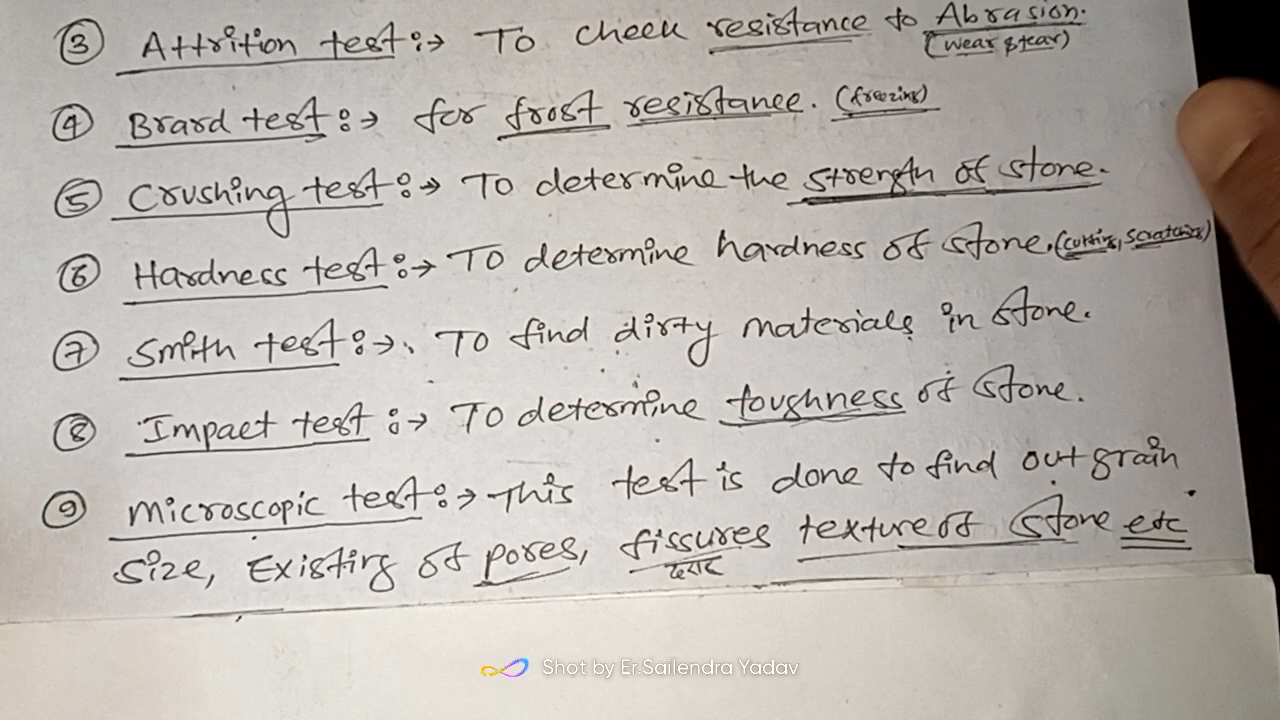 ③ Attrition test :→ To check resistance to Abrasion.
(wear & tear)
④ Brard test :→ for frost resistance. (freezing)
⑤ Crushing test :→ To determine the strength of stone.
⑥ Hardness test :→ To determine hardness of stone. (cutting, scratching)
⑦ Smith test :→ To find dirty materials in stone.
⑧ Impact test :→ To determine toughness of stone.
⑨ Microscopic test :→ This test is done to find out grain
size, Existing of pores, fissures texture of stone etc
दरार
Shot by Er.Sailendra Yadav